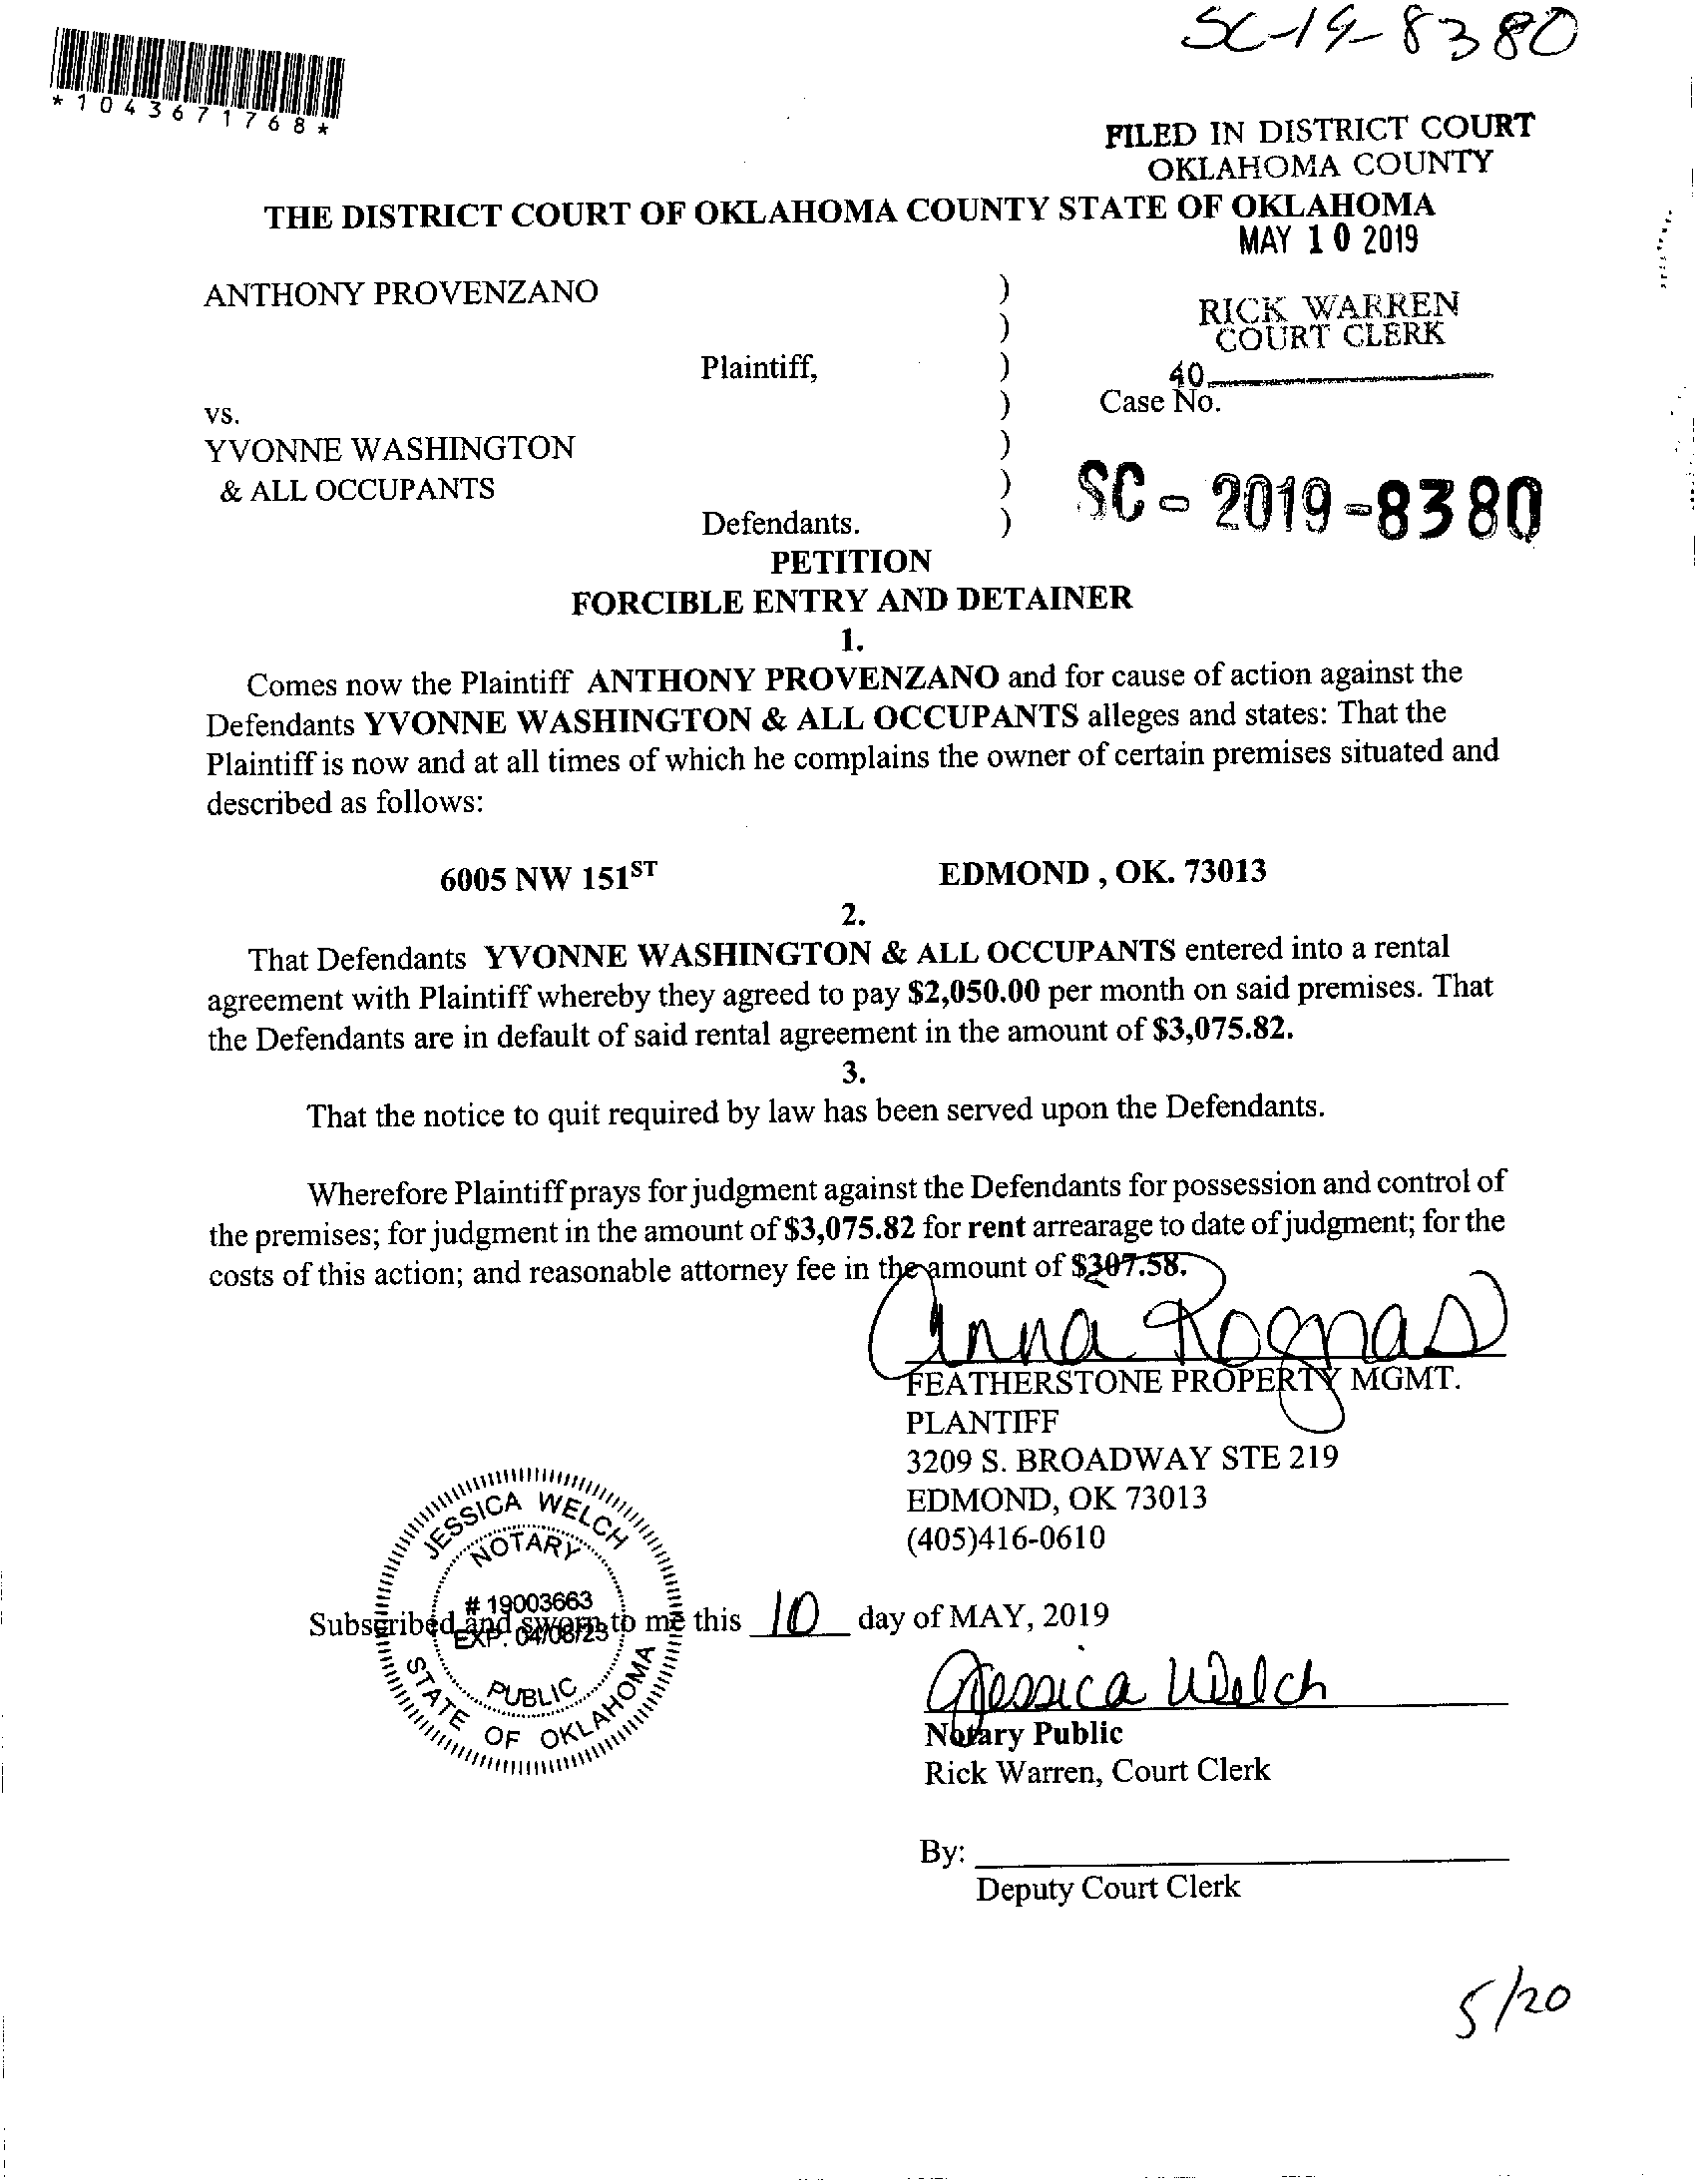 SC-19-8380
*1043671768*
FILED IN DISTRICT COURT
OKLAHOMA COUNTY
THE DISTRICT COURT OF OKLAHOMA COUNTY STATE OF OKLAHOMA
MAY 10 2019
ANTHONY PROVENZANO )
)
RICK WARREN
COURT CLERK
Plaintiff, )
40
vs. ) Case No.
YVONNE WASHINGTON )
& ALL OCCUPANTS )
SC-2019-8380
Defendants. )
PETITION
FORCIBLE ENTRY AND DETAINER
1.
Comes now the Plaintiff ANTHONY PROVENZANO and for cause of action against the
Defendants YVONNE WASHINGTON & ALL OCCUPANTS alleges and states: That the
Plaintiff is now and at all times of which he complains the owner of certain premises situated and
described as follows:
6005 NW 151ST EDMOND , OK. 73013
2.
That Defendants YVONNE WASHINGTON & ALL OCCUPANTS entered into a rental
agreement with Plaintiff whereby they agreed to pay $2,050.00 per month on said premises. That
the Defendants are in default of said rental agreement in the amount of $3,075.82.
3.
That the notice to quit required by law has been served upon the Defendants.
Wherefore Plaintiff prays for judgment against the Defendants for possession and control of
the premises; for judgment in the amount of $3,075.82 for rent arrearage to date of judgment; for the
costs of this action; and reasonable attorney fee in the amount of $307.58.
Anna Rognas
FEATHERSTONE PROPERTY MGMT.
PLANTIFF
3209 S. BROADWAY STE 219
EDMOND, OK 73013
(405)416-0610
JESSICA WELCH
NOTARY
# 19003663
EXP. 04/08/23
PUBLIC
STATE OF OKLAHOMA
Subscribed and sworn to me this 10 day of MAY, 2019
Jessica Welch
Notary Public
Rick Warren, Court Clerk
By:
Deputy Court Clerk
5/20